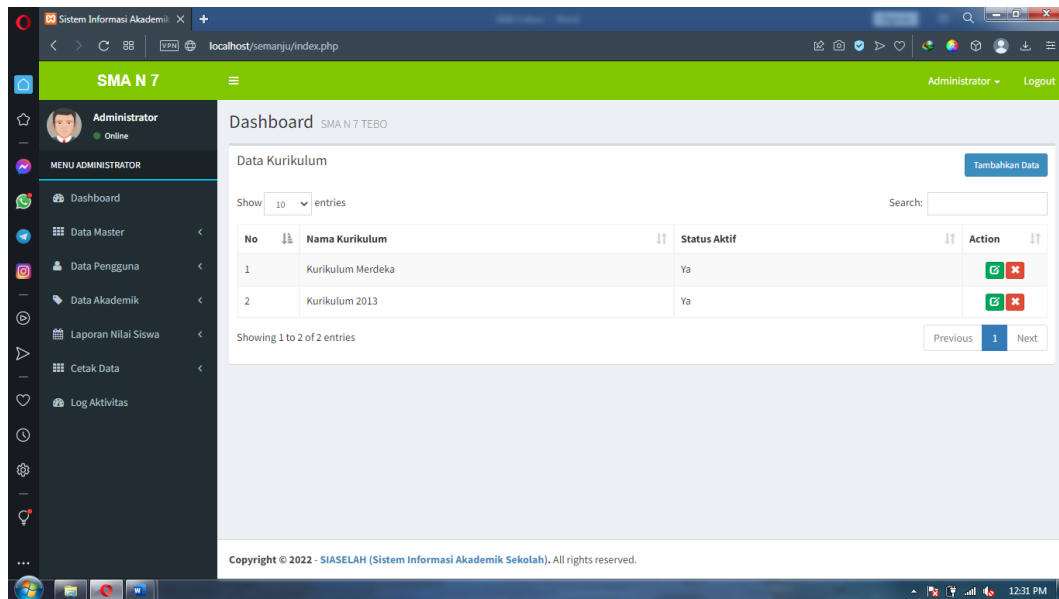 Sistem Informasi Akademi
VPN localhost/semanju/index.php
SMA N 7
Administrator Logout
Administrator
Online
MENU ADMINISTRATOR
Dashboard
Data Master
Data Pengguna
Data Akademik
Laporan Nilai Siswa
Cetak Data
Log Aktivitas
Dashboard SMA N 7 TEBO
Data Kurikulum Tambahkan Data
Show 10 entries Search:
No Nama Kurikulum Status Aktif Action
1 Kurikulum Merdeka Ya
2 Kurikulum 2013 Ya
Showing 1 to 2 of 2 entries Previous 1 Next
Copyright © 2022 - SIASELAH (Sistem Informasi Akademik Sekolah). All rights reserved.
12:31 PM